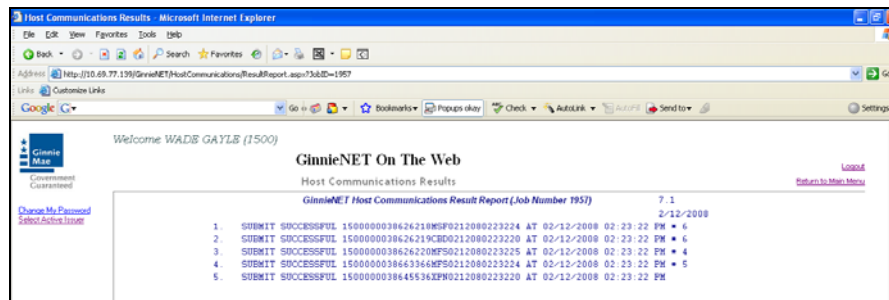 Host Communications Results - Microsoft Internet Explorer
File Edit View Favorites Tools Help
Back Search Favorites
Address http://10.69.77.139/GinnieNET/HostCommunications/ResultReport.aspx?JobID=1957 Go
Links Customize Links
Google Go Bookmarks Popups okay Check AutoLink AutoFill Send to Settings
Welcome WADE GAYLE (1500)
Ginnie Mae
Government Guaranteed
GinnieNET On The Web
Host Communications Results
Logout
Return to Main Menu
Change My Password
Select Active Issuer
GinnieNET Host Communications Result Report (Job Number 1957) 7.1
2/12/2008
1. SUBMIT SUCCESSFUL 1500000038626218MSF0212080223224 AT 02/12/2008 02:23:22 PM * 6
2. SUBMIT SUCCESSFUL 1500000038626219CBD0212080223220 AT 02/12/2008 02:23:22 PM * 6
3. SUBMIT SUCCESSFUL 1500000038626220MFS0212080223225 AT 02/12/2008 02:23:22 PM * 4
4. SUBMIT SUCCESSFUL 1500000038663366MFS0212080223224 AT 02/12/2008 02:23:22 PM * 5
5. SUBMIT SUCCESSFUL 1500000038645536XPN0212080223220 AT 02/12/2008 02:23:22 PM